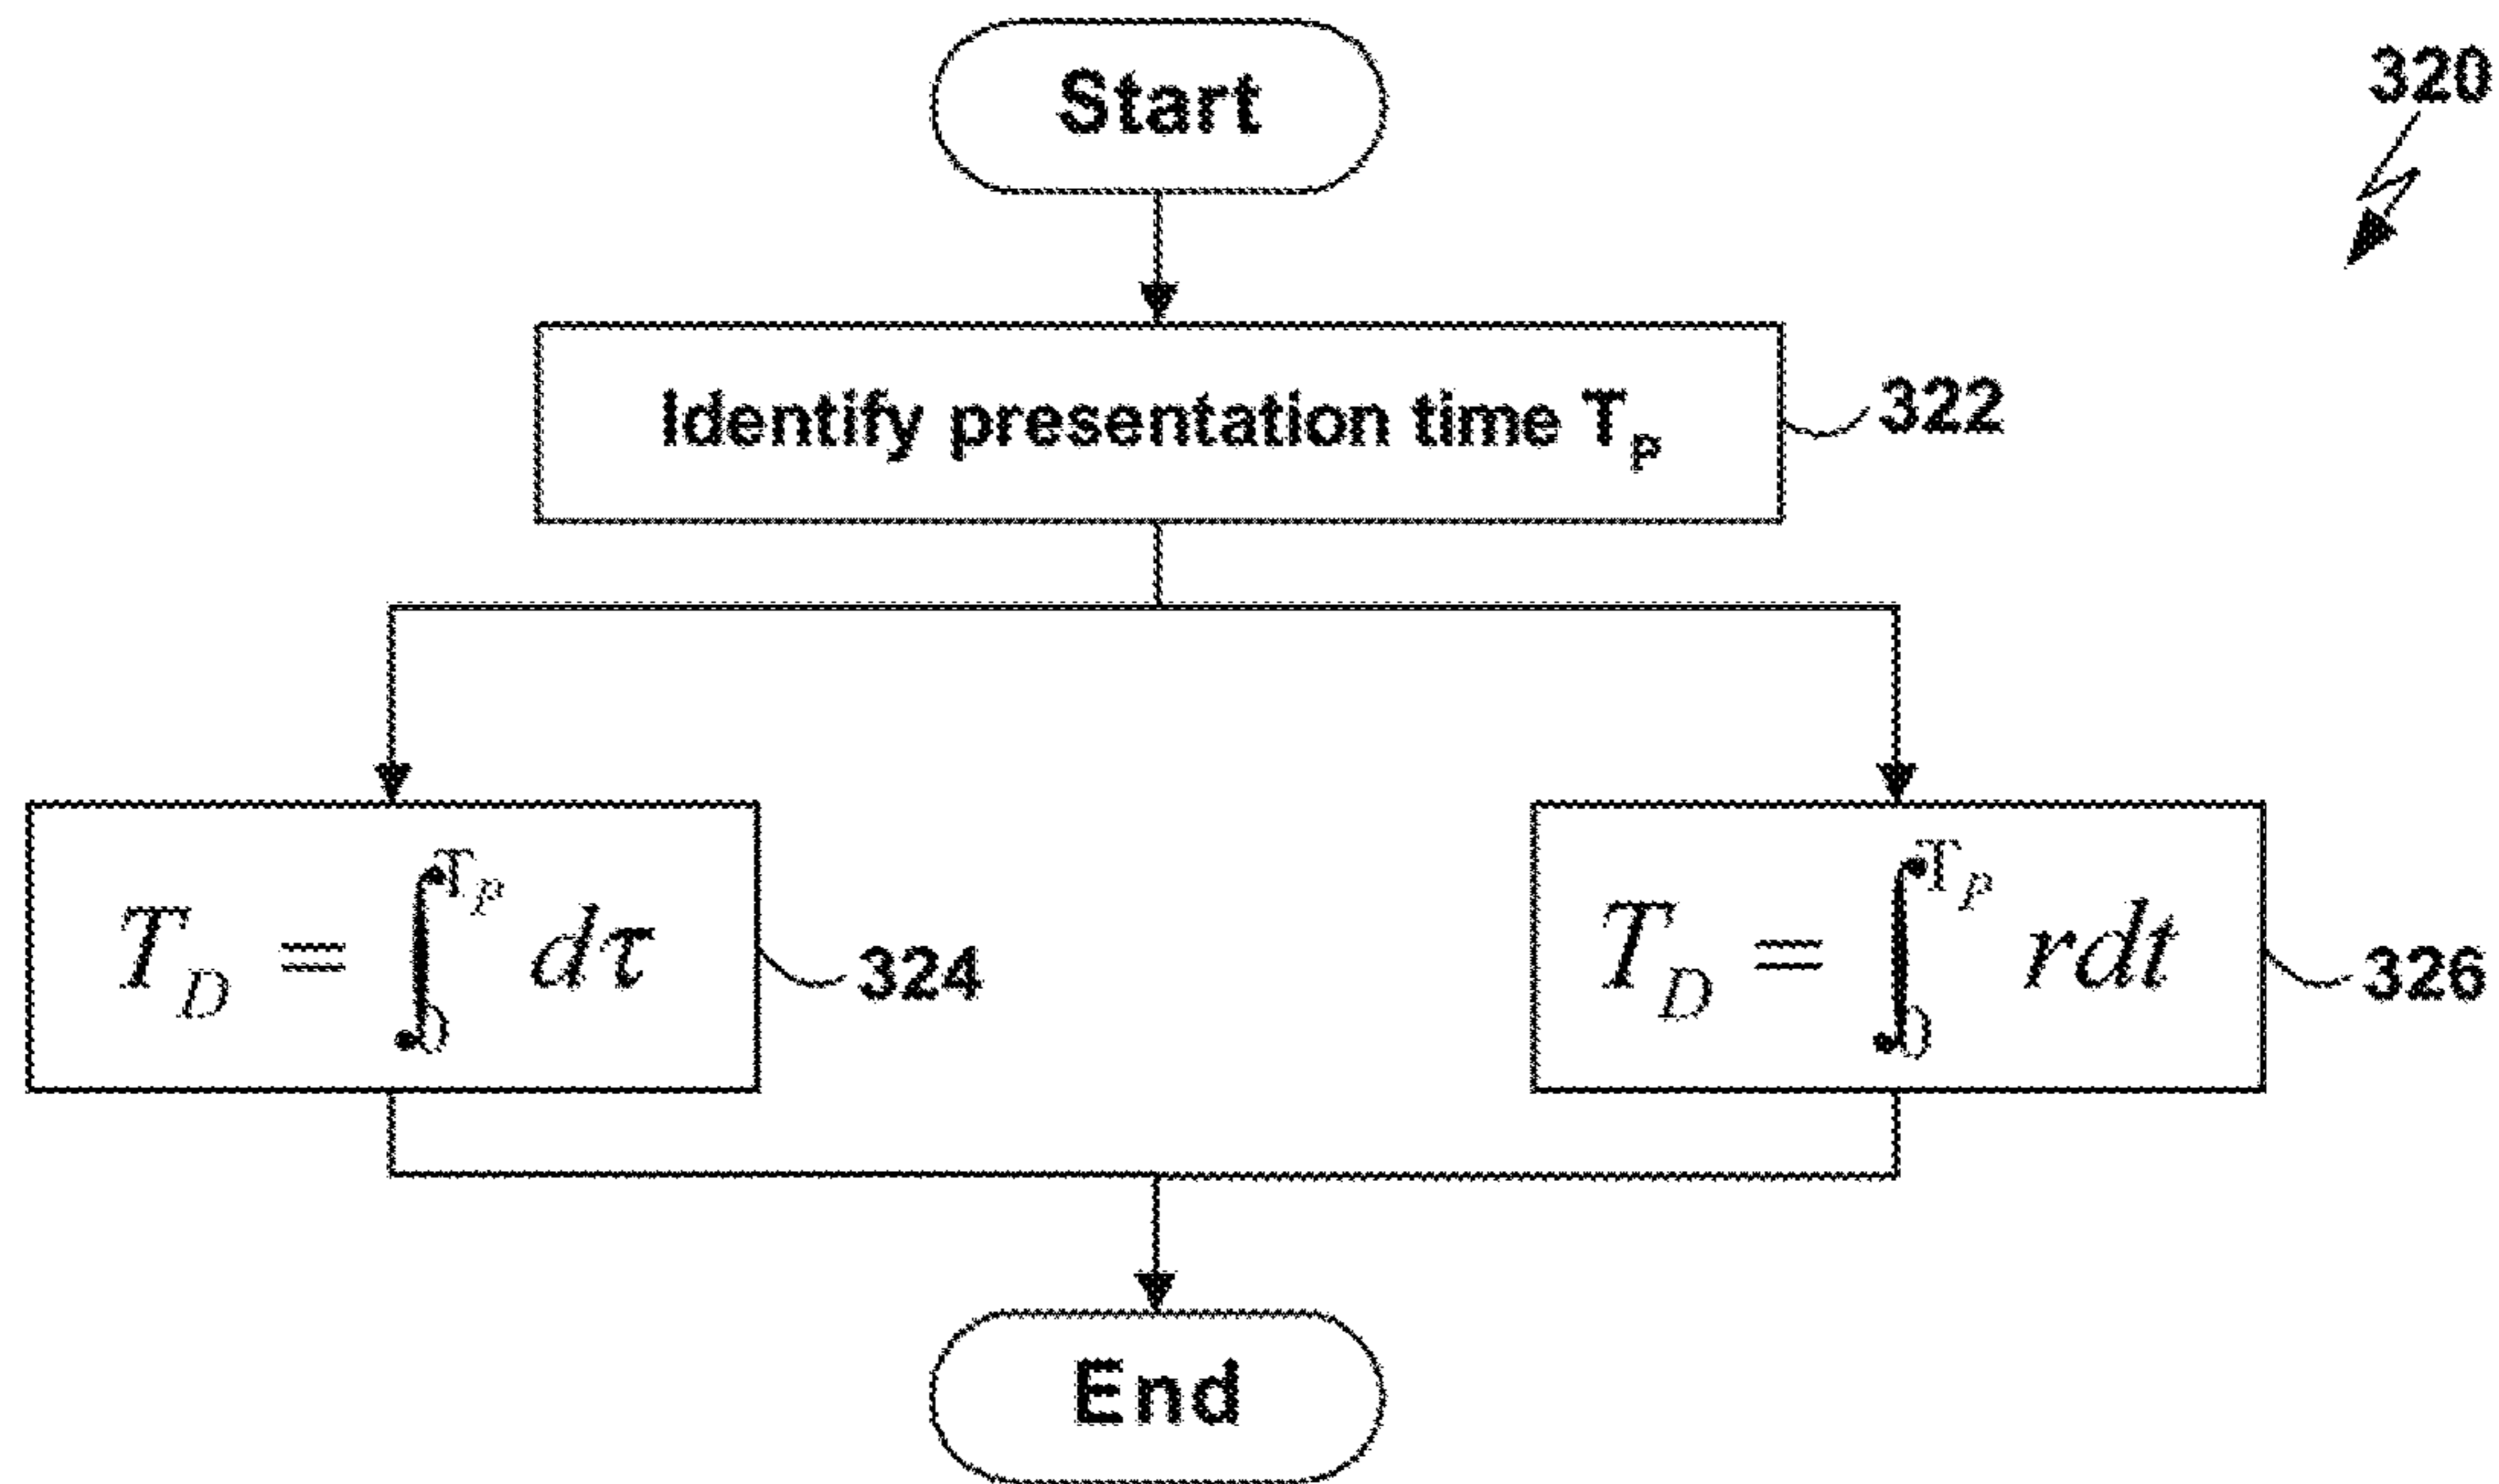 Start
320
Identify presentation time T_P
322
T_D = ∫_0^{T_P} dτ
324
T_D = ∫_0^{T_P} rdt
326
End